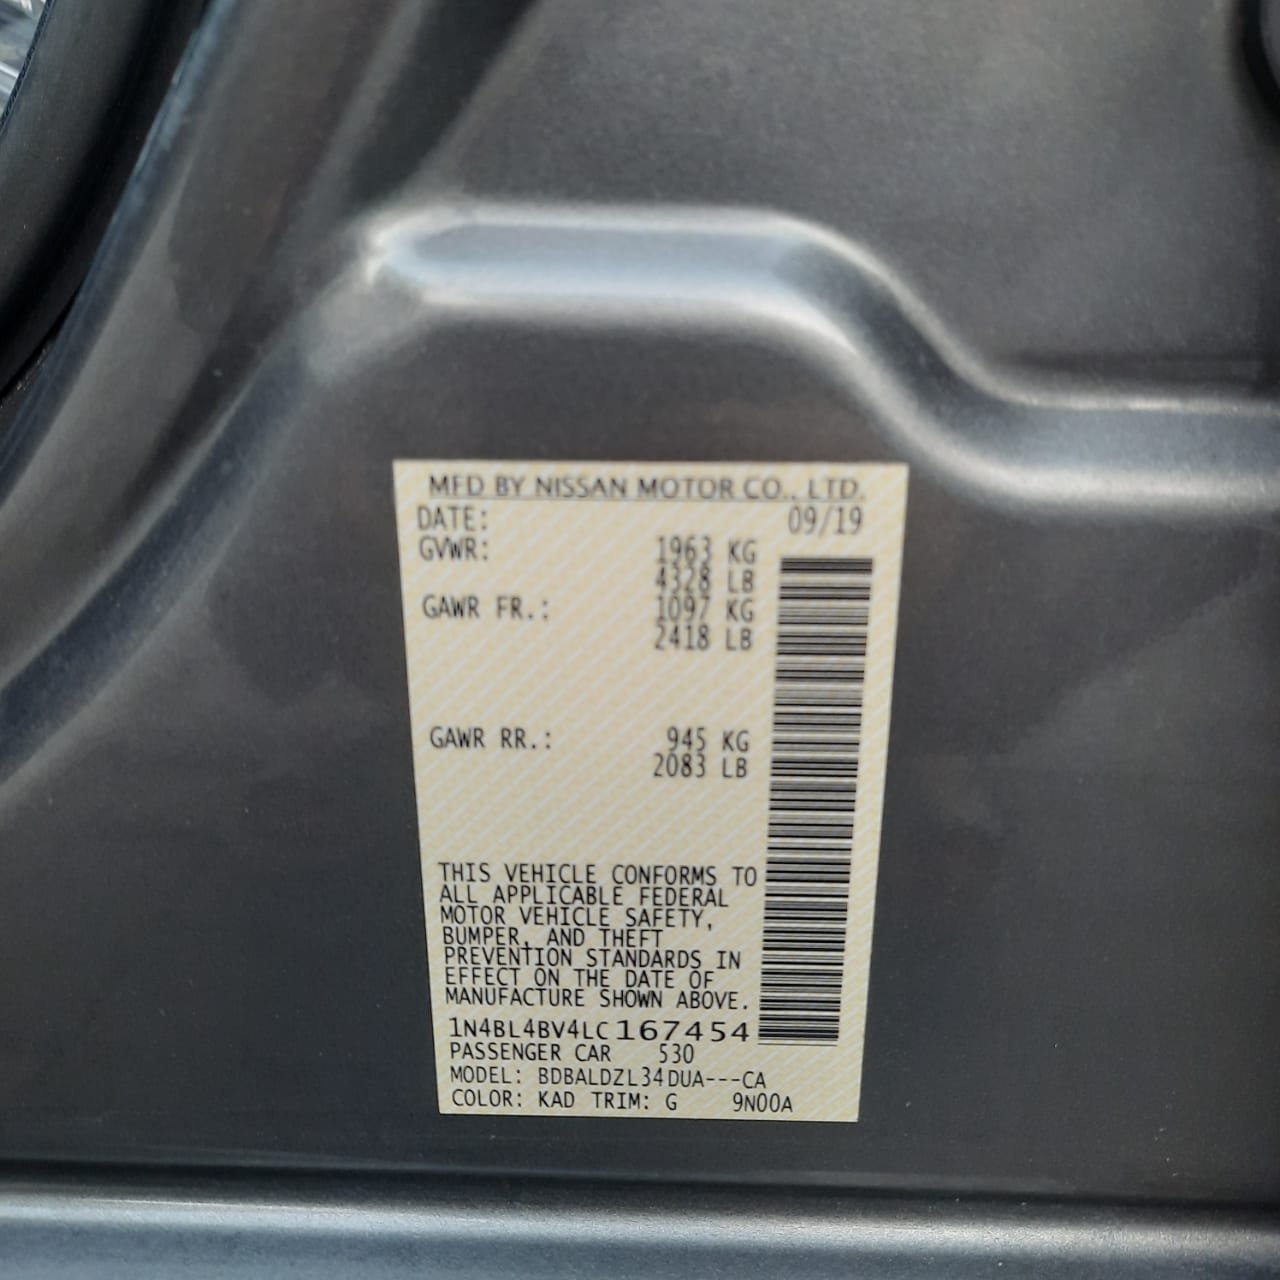 MFD BY NISSAN MOTOR CO., LTD.
DATE: 09/19
GVWR: 1963 KG
4328 LB
GAWR FR.: 1097 KG
2418 LB
GAWR RR.: 945 KG
2083 LB
THIS VEHICLE CONFORMS TO
ALL APPLICABLE FEDERAL
MOTOR VEHICLE SAFETY,
BUMPER, AND THEFT
PREVENTION STANDARDS IN
EFFECT ON THE DATE OF
MANUFACTURE SHOWN ABOVE.
1N4BL4BV4LC167454
PASSENGER CAR 530
MODEL: BDBALDZL34DUA---CA
COLOR: KAD TRIM: G 9N00A